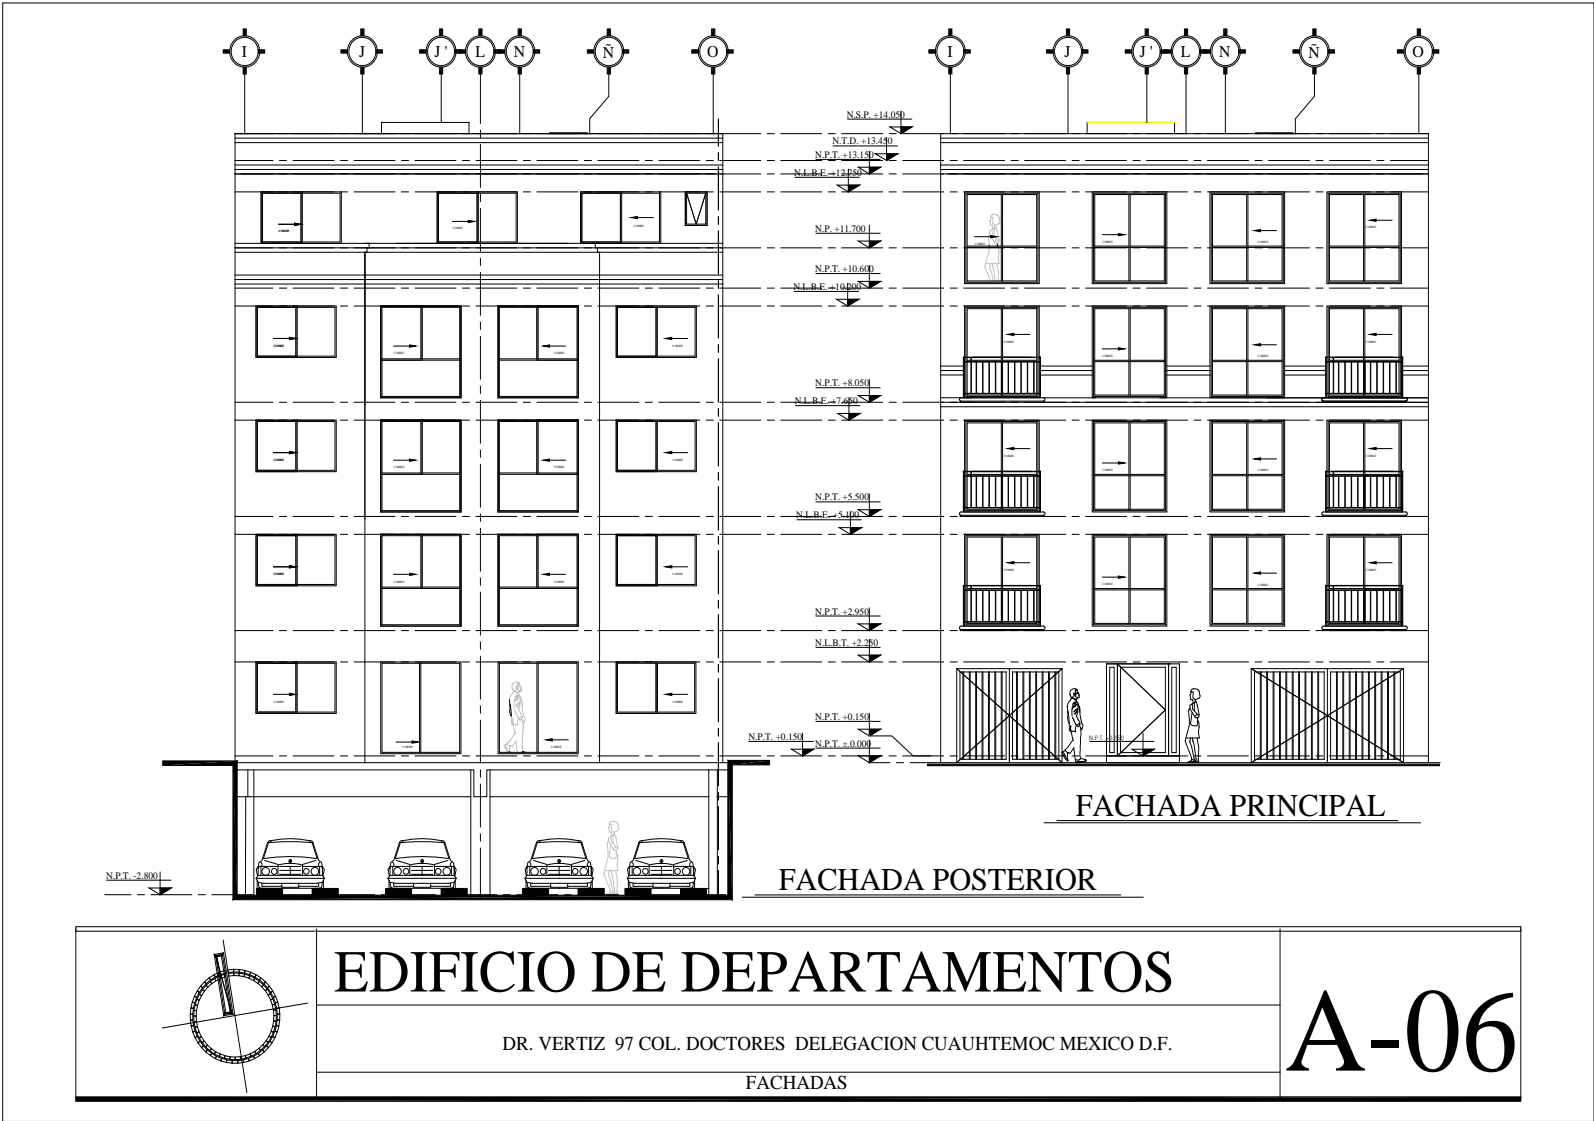 I J J' L N Ñ O
I J J' L N Ñ O
N.S.P. +14.050
N.T.D. +13.450
N.P.T. +13.150
N.L.B.E. +12.750
N.P. +11.700
N.P.T. +10.600
N.L.B.E. +10.200
N.P.T. +8.050
N.L.B.E. +7.650
N.P.T. +5.500
N.L.B.E. +5.100
N.P.T. +2.950
N.L.B.T. +2.250
N.P.T. +0.150
N.P.T. +0.150
N.P.T. ±.0.000
N.P.T. -2.800
FACHADA PRINCIPAL
FACHADA POSTERIOR
EDIFICIO DE DEPARTAMENTOS
DR. VERTIZ 97 COL. DOCTORES DELEGACION CUAUHTEMOC MEXICO D.F.
FACHADAS
A-06